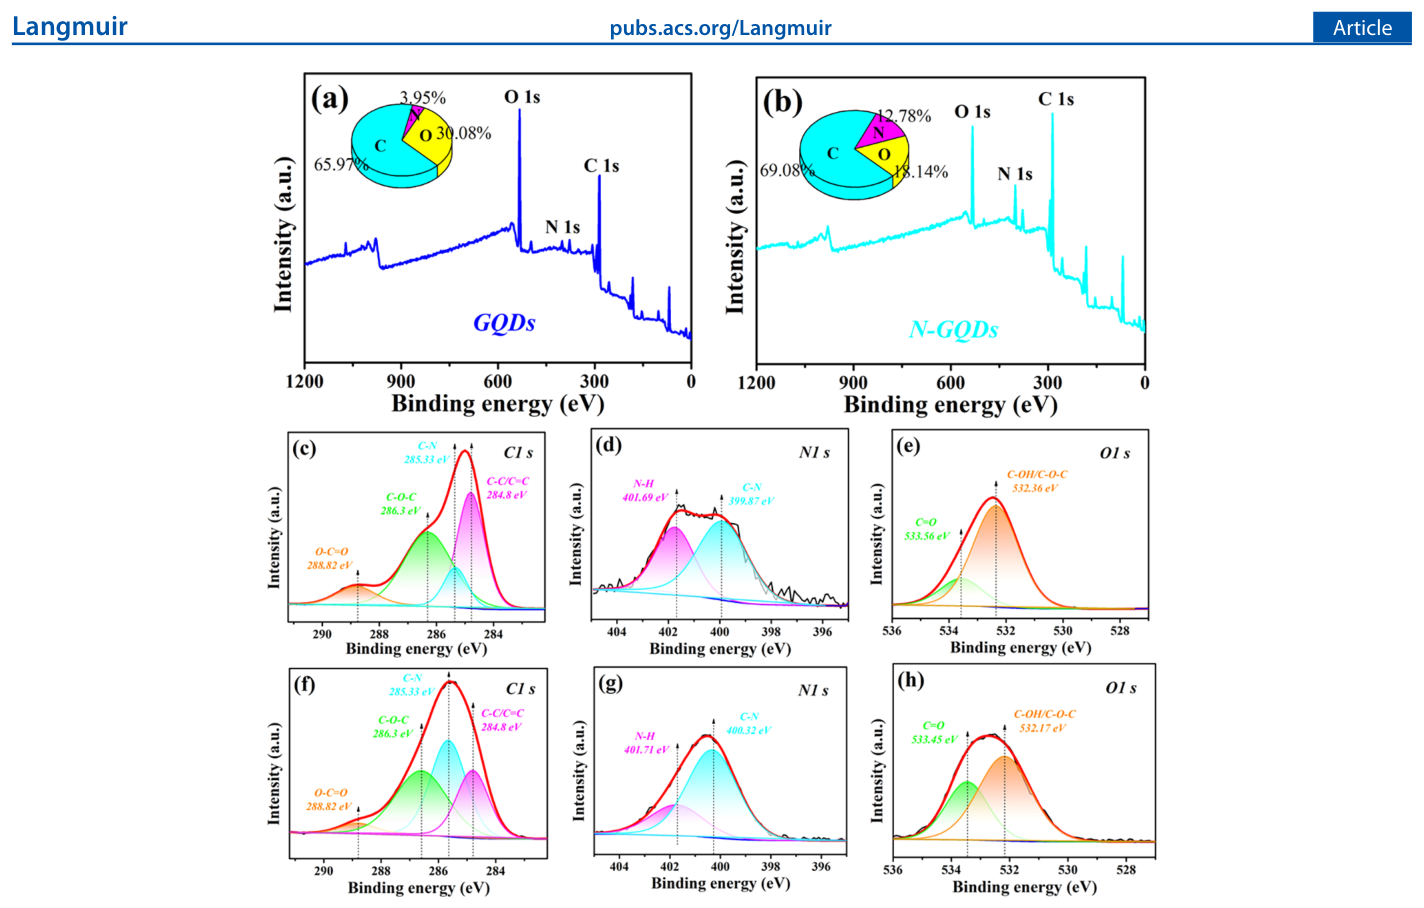 Langmuir
pubs.acs.org/Langmuir
Article
(a)
3.95%
N
O
30.08%
C
65.97%
O 1s
C 1s
N 1s
GQDs
Intensity (a.u.)
1200
900
600
300
0
Binding energy (eV)
(b)
12.78%
N
O
18.14%
C
69.08%
O 1s
C 1s
N 1s
N-GQDs
Intensity (a.u.)
1200
900
600
300
0
Binding energy (eV)
(c)
C-N
285.33 eV
C1 s
C-C/C=C
284.8 eV
C-O-C
286.3 eV
O-C=O
288.82 eV
Intensity (a.u.)
290
288
286
284
Binding energy (eV)
(d)
N1 s
N-H
401.69 eV
C-N
399.87 eV
Intensity (a.u.)
404
402
400
398
396
Binding energy (eV)
(e)
O1 s
C-OH/C-O-C
532.36 eV
C=O
533.56 eV
Intensity (a.u.)
536
534
532
530
528
Binding energy (eV)
(f)
C-N
285.33 eV
C1 s
C-C/C=C
284.8 eV
C-O-C
286.3 eV
O-C=O
288.82 eV
Intensity (a.u.)
290
288
286
284
Binding energy (eV)
(g)
N1 s
C-N
400.32 eV
N-H
401.71 eV
Intensity (a.u.)
404
402
400
398
396
Binding energy (eV)
(h)
O1 s
C-OH/C-O-C
532.17 eV
C=O
533.45 eV
Intensity (a.u.)
536
534
532
530
528
Binding energy (eV)